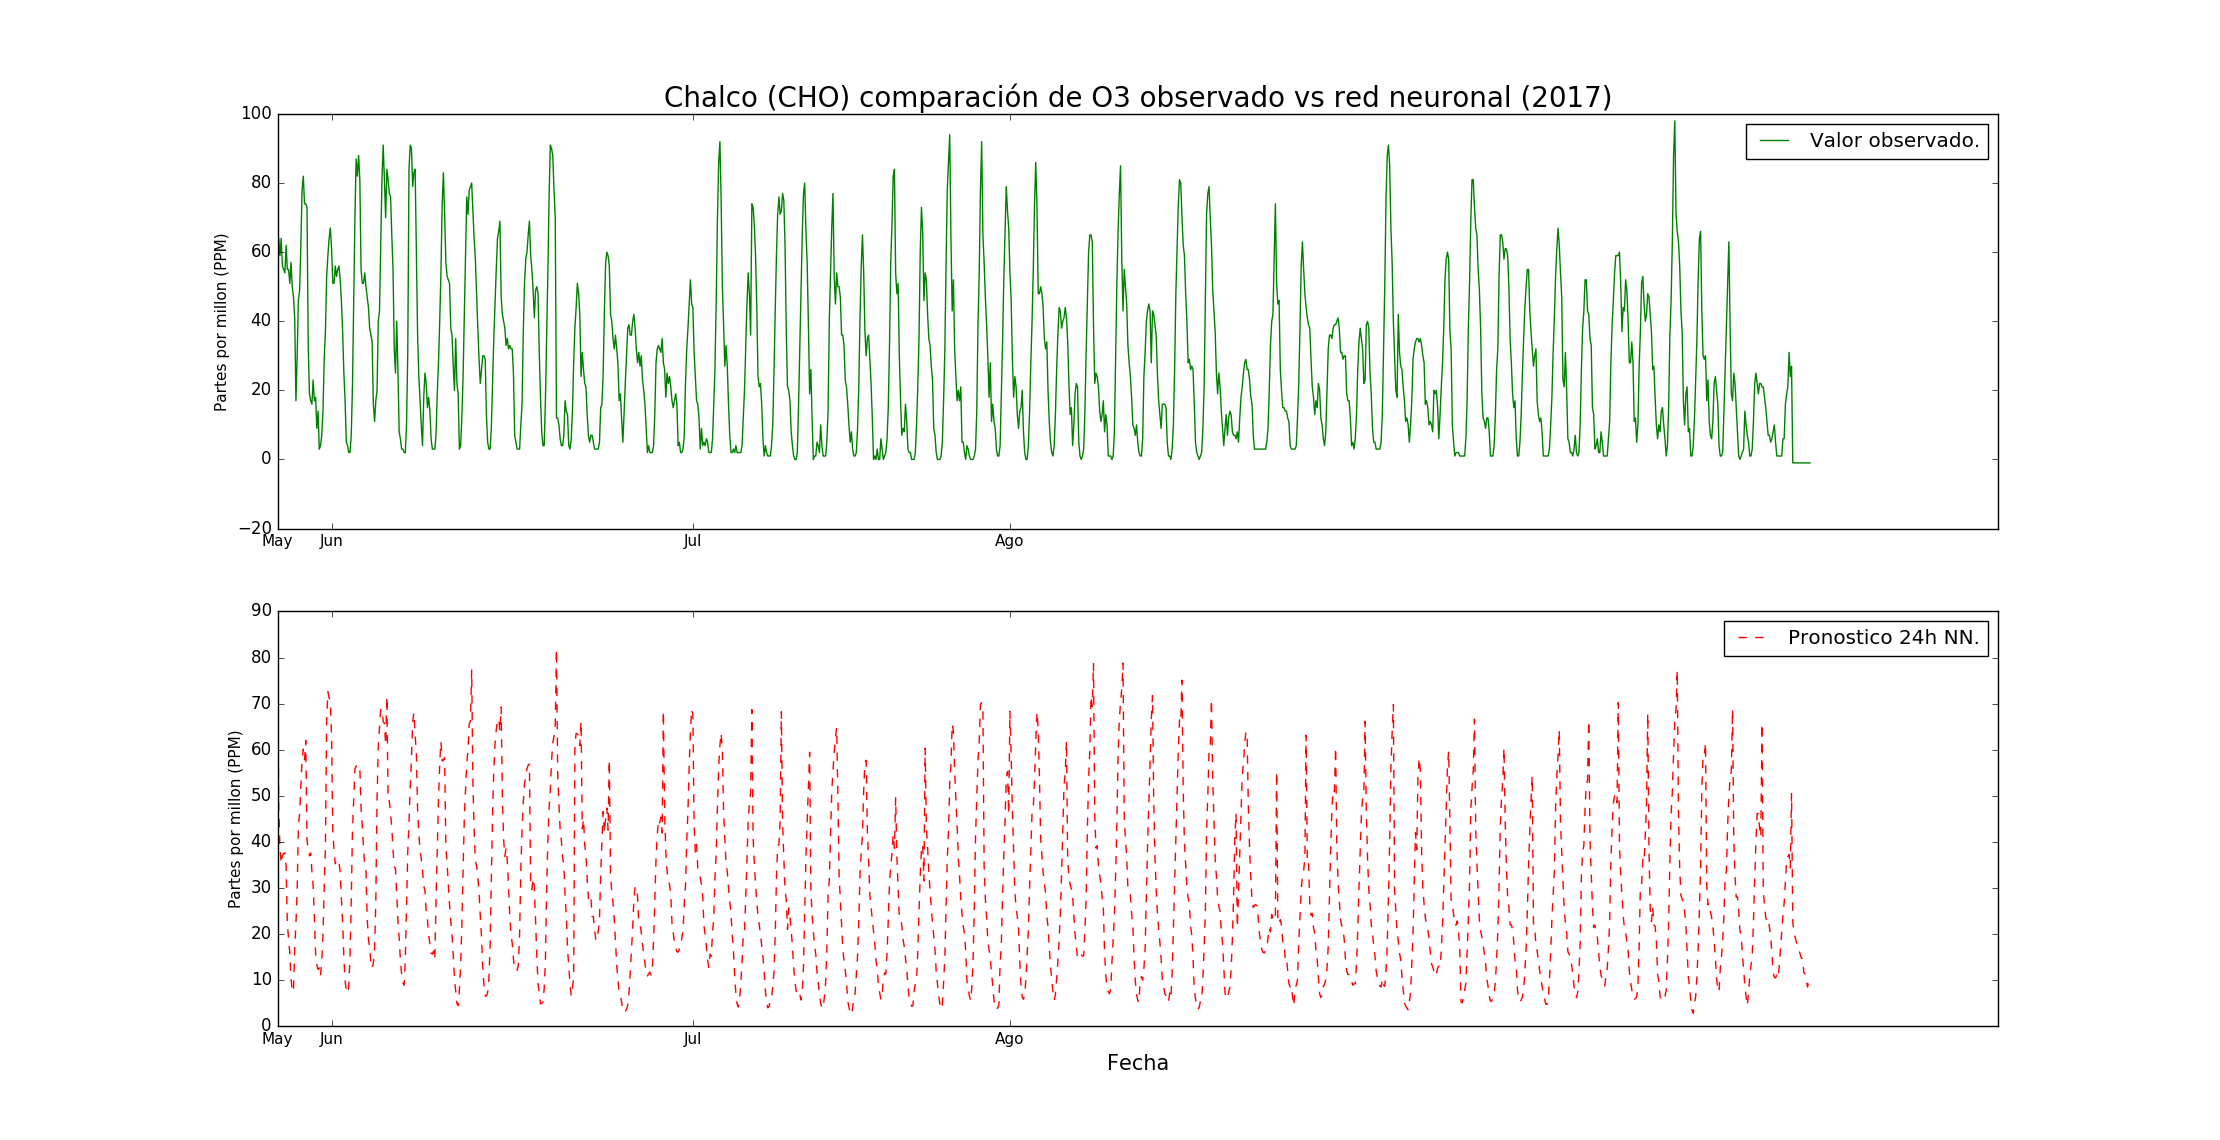 Chalco (CHO) comparación de O3 observado vs red neuronal (2017)
100
80
60
40
20
0
−20
Partes por millon (PPM)
Valor observado.
May Jun Jul Ago
90
80
70
60
50
40
30
20
10
0
Partes por millon (PPM)
Pronostico 24h NN.
May Jun Jul Ago
Fecha